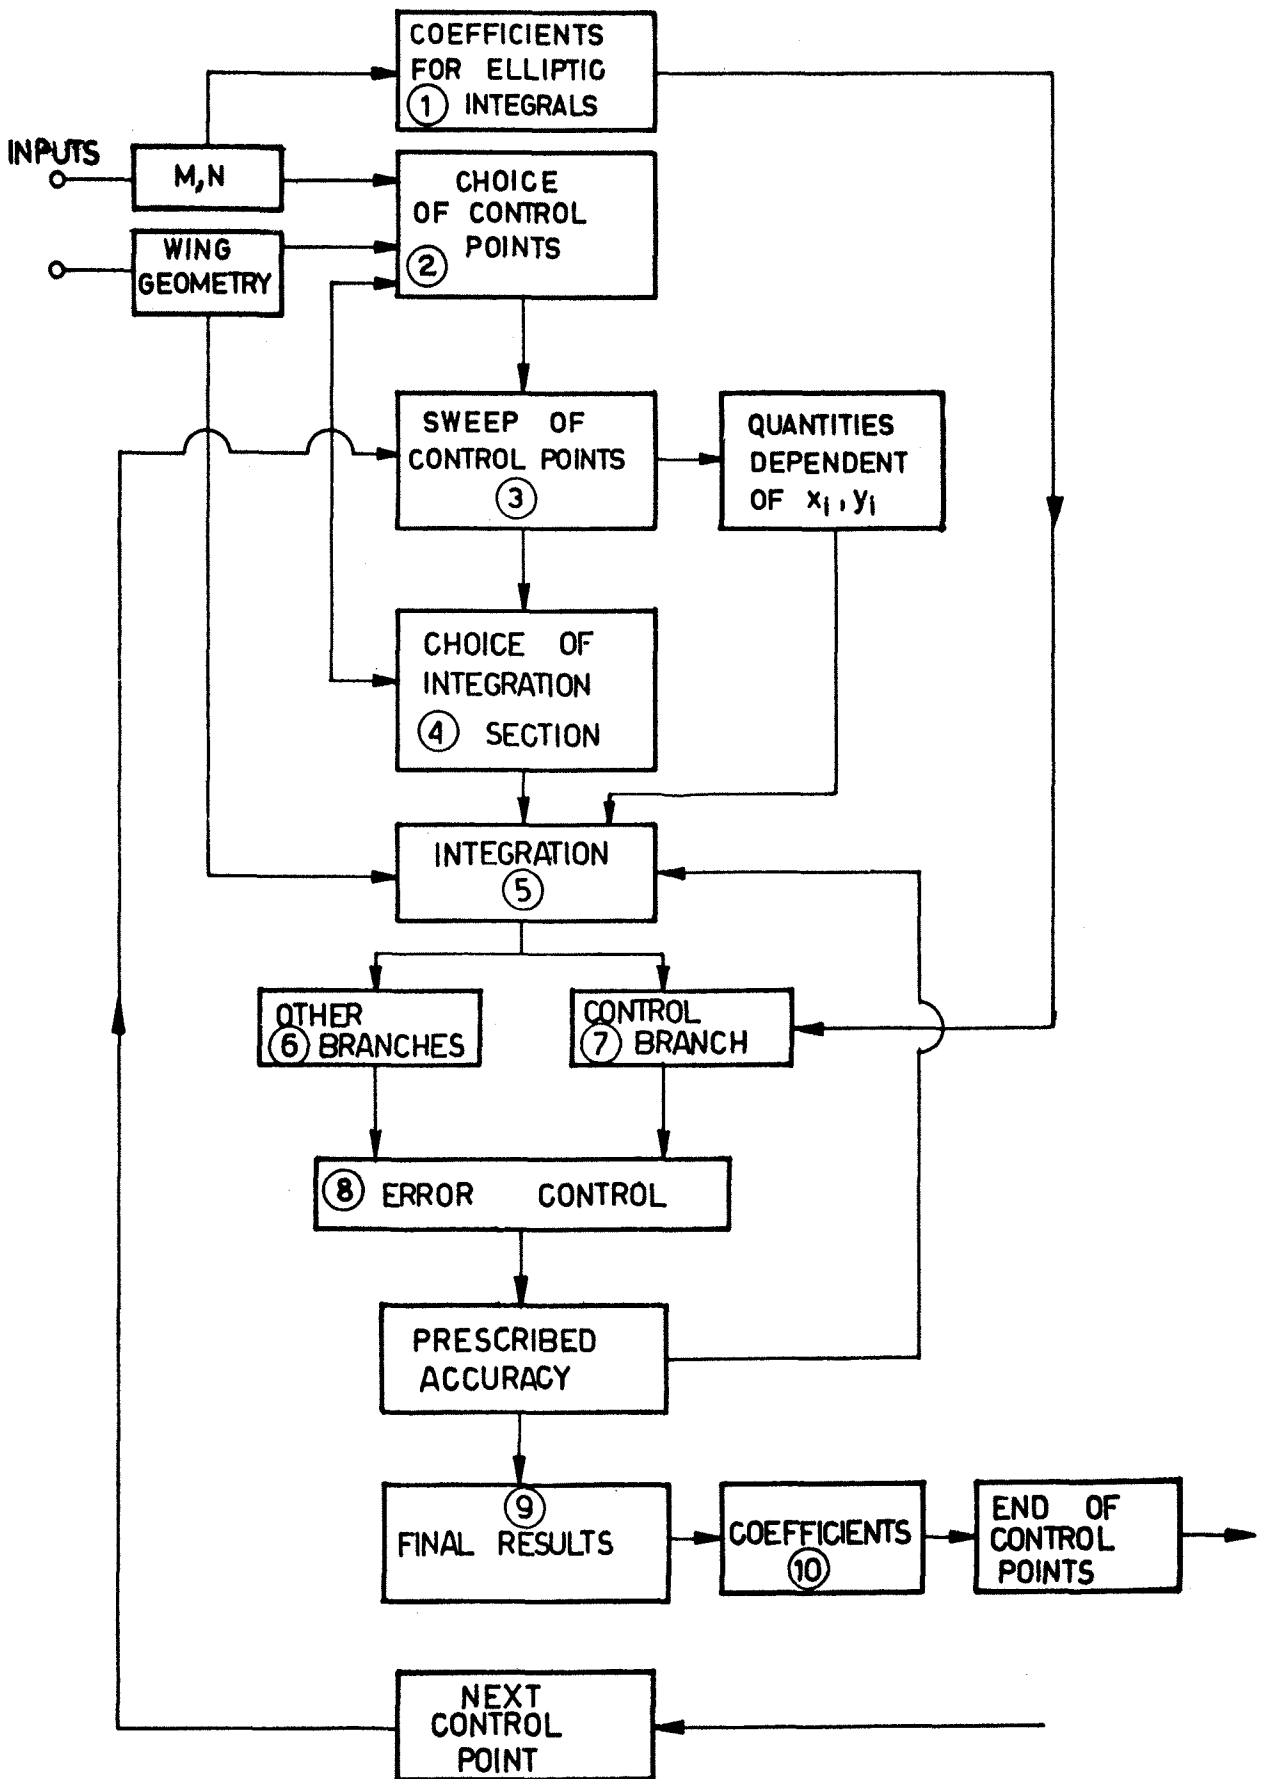 COEFFICIENTS
FOR ELLIPTIC
1 INTEGRALS
INPUTS
M,N
CHOICE
OF CONTROL
POINTS
2
WING
GEOMETRY
SWEEP OF
CONTROL POINTS
3
QUANTITIES
DEPENDENT
OF xi, yi
CHOICE OF
INTEGRATION
4 SECTION
INTEGRATION
5
OTHER
6 BRANCHES
CONTROL
7 BRANCH
8 ERROR CONTROL
PRESCRIBED
ACCURACY
9
FINAL RESULTS
COEFFICIENTS
10
END OF
CONTROL
POINTS
NEXT
CONTROL
POINT